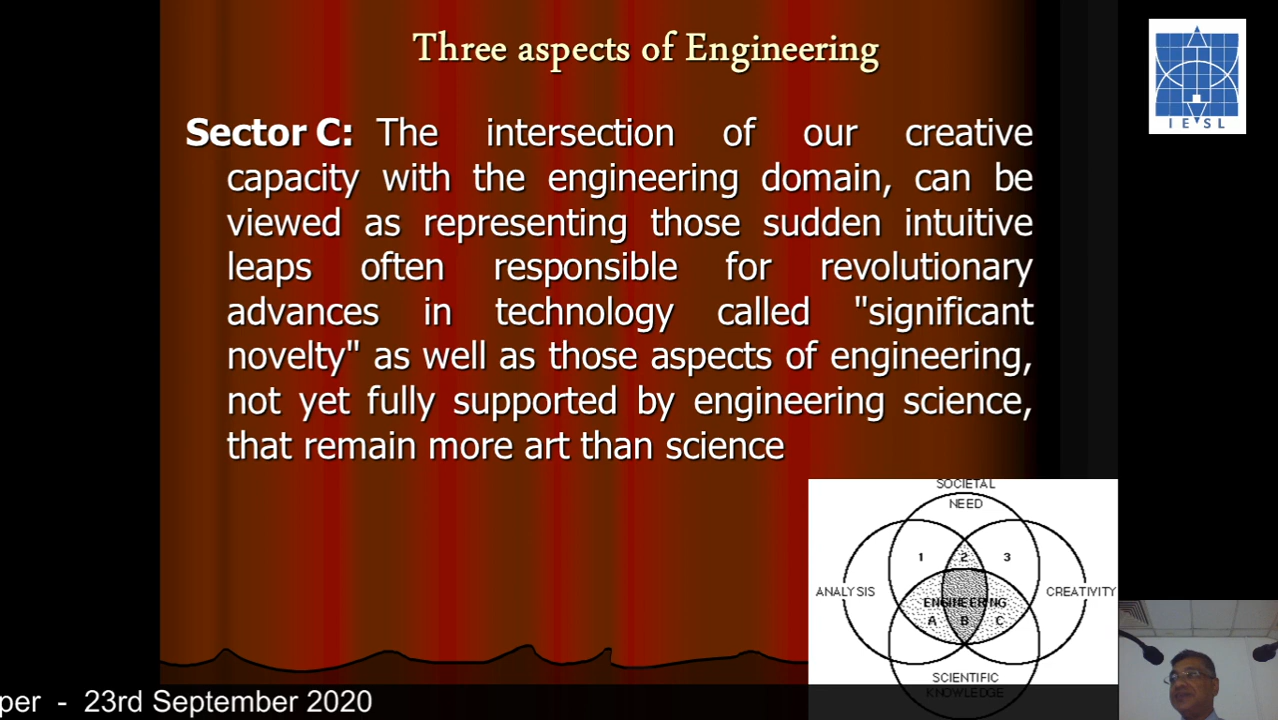 Three aspects of Engineering
I E S L
Sector C: The intersection of our creative
capacity with the engineering domain, can be
viewed as representing those sudden intuitive
leaps often responsible for revolutionary
advances in technology called "significant
novelty" as well as those aspects of engineering,
not yet fully supported by engineering science,
that remain more art than science
SOCIETAL
NEED
1 2 3
ANALYSIS
CREATIVITY
ENGINEERING
A B C
SCIENTIFIC
KNOWLEDGE
per - 23rd September 2020